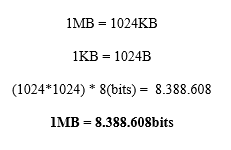 1MB = 1024KB
1KB = 1024B
(1024*1024) * 8(bits) = 8.388.608
1MB = 8.388.608bits